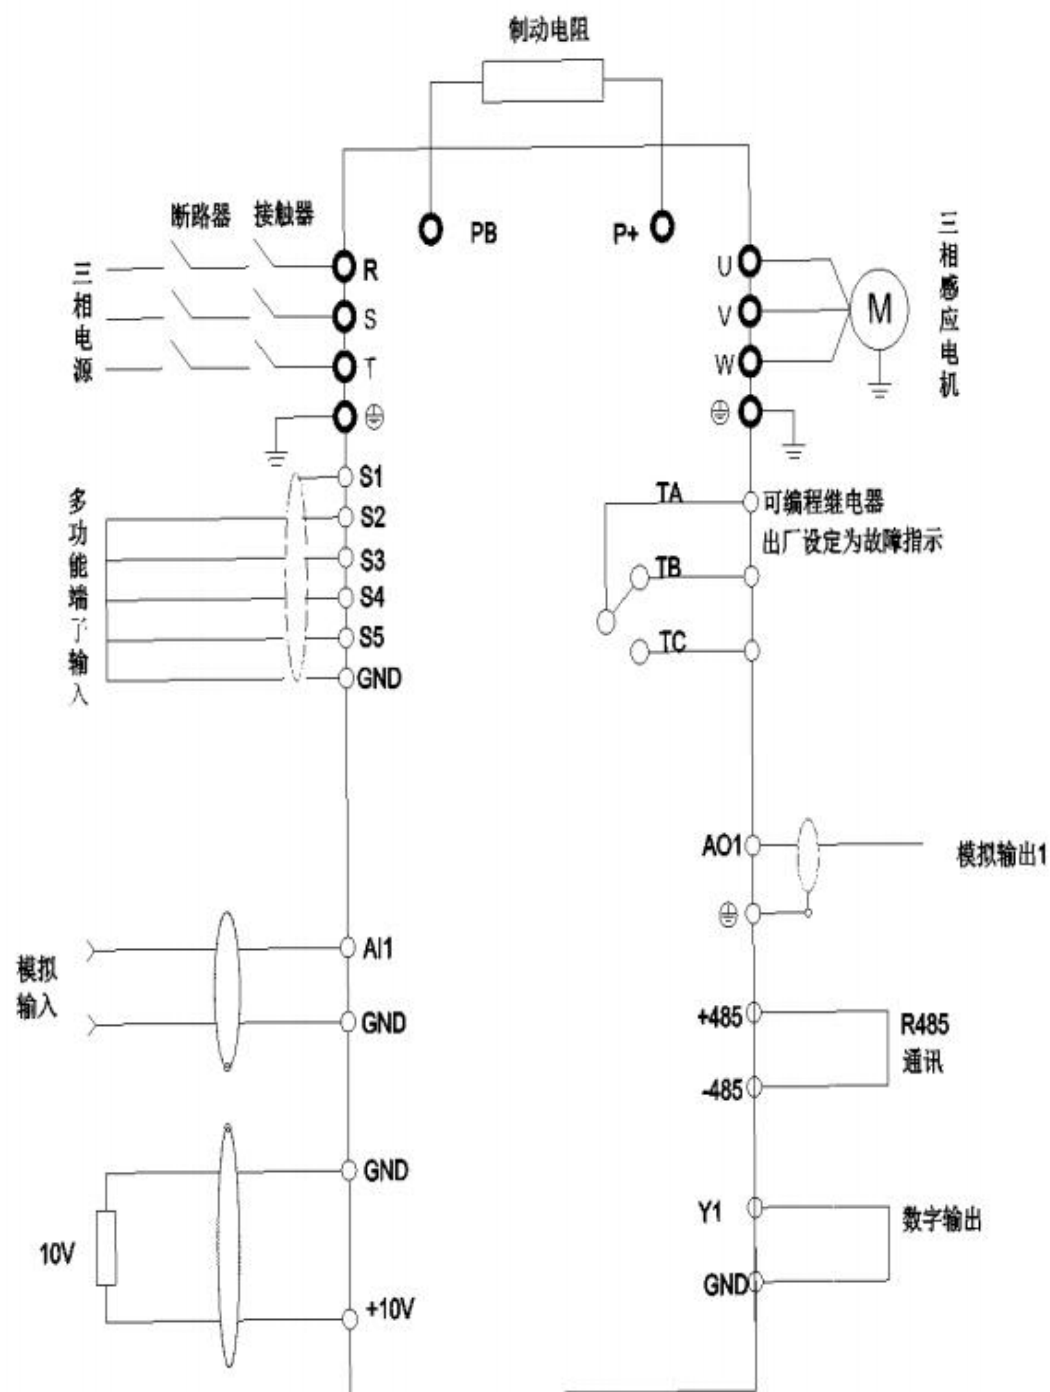 制动电阻
断路器
接触器
PB
P+
三相电源
R
S
T
U
V
W
M
三相感应电机
多功能端子输入
S1
S2
S3
S4
S5
GND
TA
可编程继电器
出厂设定为故障指示
TB
TC
AO1
模拟输出1
模拟
输入
AI1
GND
+485
-485
R485
通讯
GND
10V
+10V
Y1
数字输出
GND